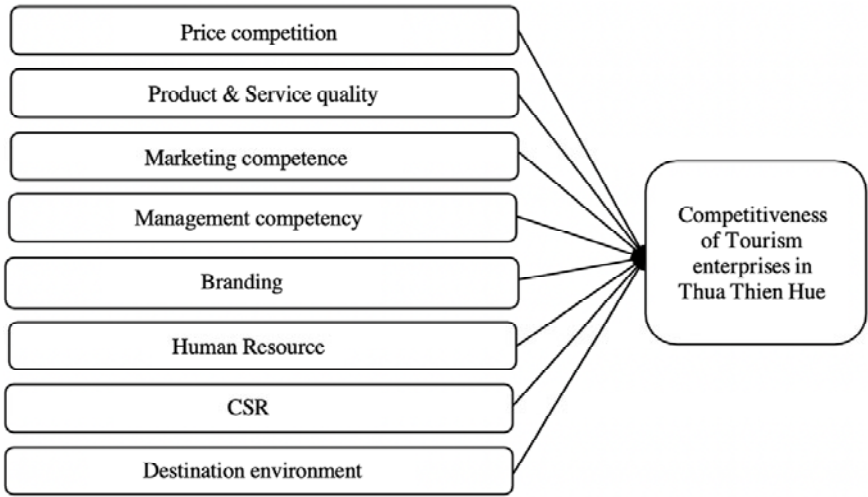 Price competition
Product & Service quality
Marketing competence
Management competency
Branding
Human Resource
CSR
Destination environment
Competitiveness
of Tourism
enterprises in
Thua Thien Hue